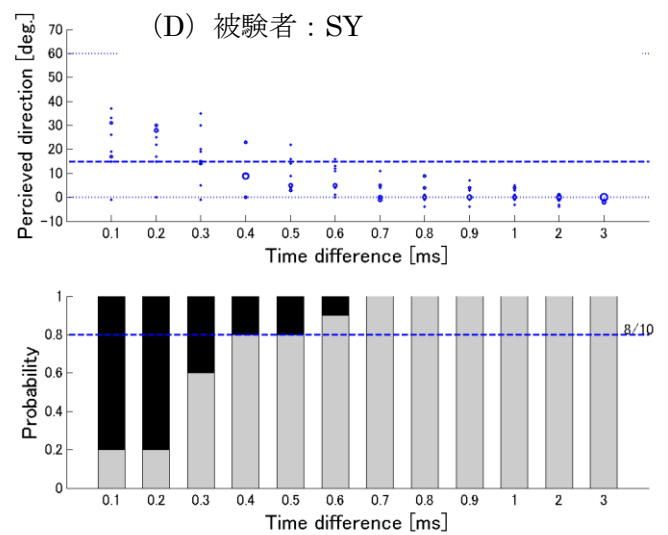 (D) 被験者：SY
Percieved direction [deg.]
70
60
50
40
30
20
10
0
−10
0.1 0.2 0.3 0.4 0.5 0.6 0.7 0.8 0.9 1 2 3
Time difference [ms]
Probability
1
0.8
0.6
0.4
0.2
0
8/10
0.1 0.2 0.3 0.4 0.5 0.6 0.7 0.8 0.9 1 2 3
Time difference [ms]